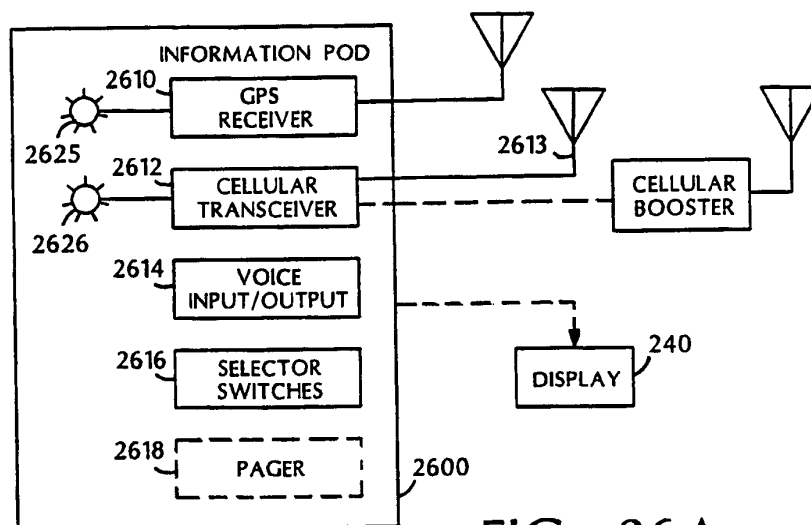 INFORMATION POD
2610
GPS
RECEIVER
2625
2612
CELLULAR
TRANSCEIVER
2613
CELLULAR
BOOSTER
2626
2614
VOICE
INPUT/OUTPUT
2616
SELECTOR
SWITCHES
240
DISPLAY
2618
PAGER
2600